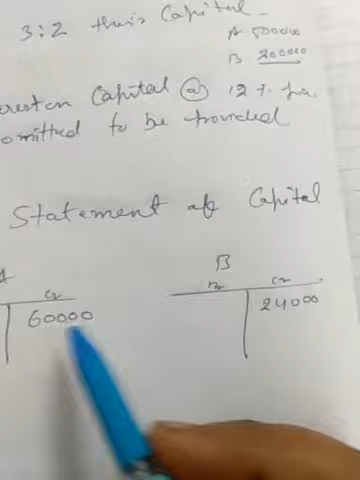 3:2 their Capital
A 500000
B 200000
erest on Capital @ 12 %. p.a.
omitted to be provided
Statement of Capital
A B
Cr Dr Cr
60000 24000